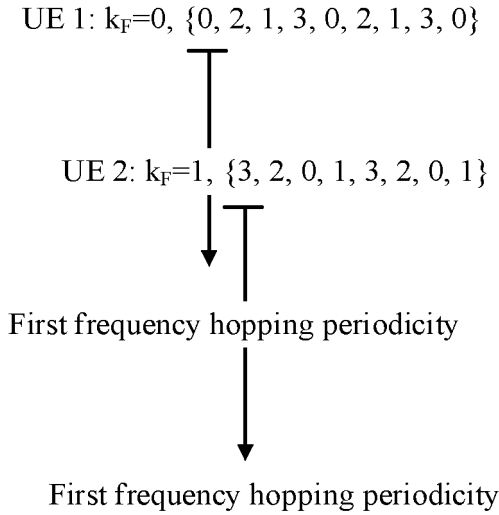 UE 1: kF=0, {0, 2, 1, 3, 0, 2, 1, 3, 0}
UE 2: kF=1, {3, 2, 0, 1, 3, 2, 0, 1}
First frequency hopping periodicity
First frequency hopping periodicity